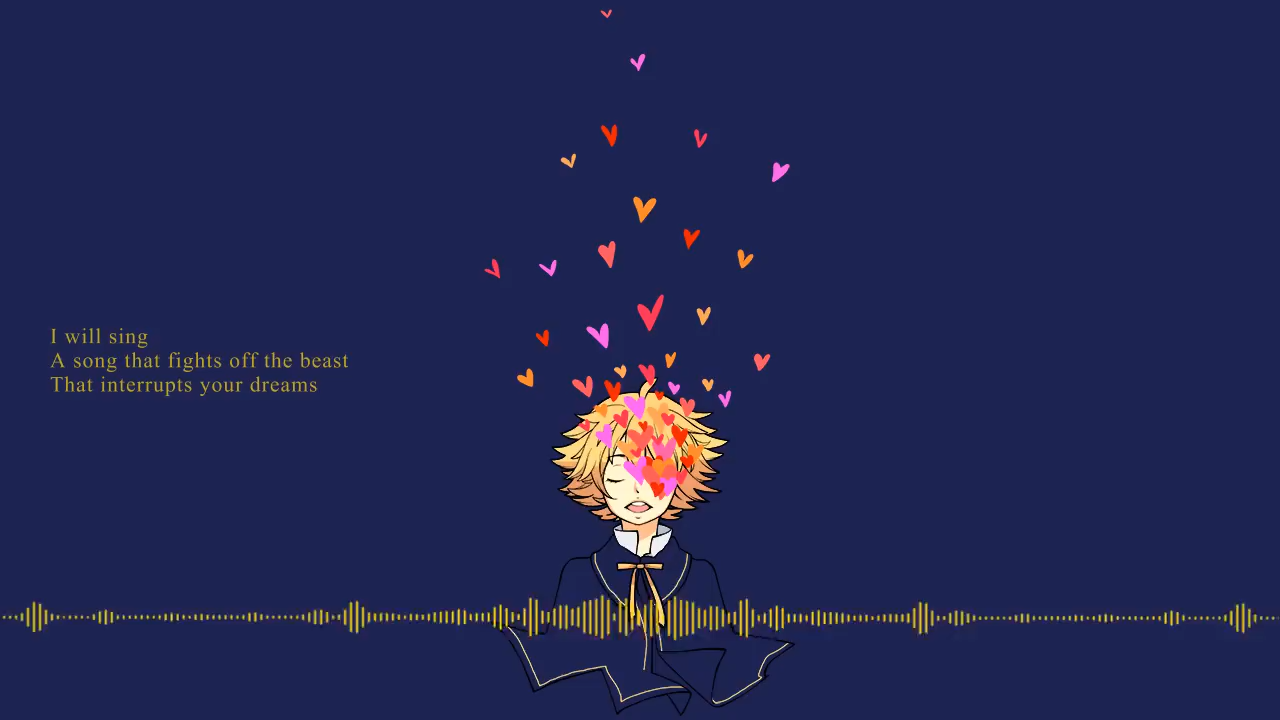 I will sing
A song that fights off the beast
That interrupts your dreams